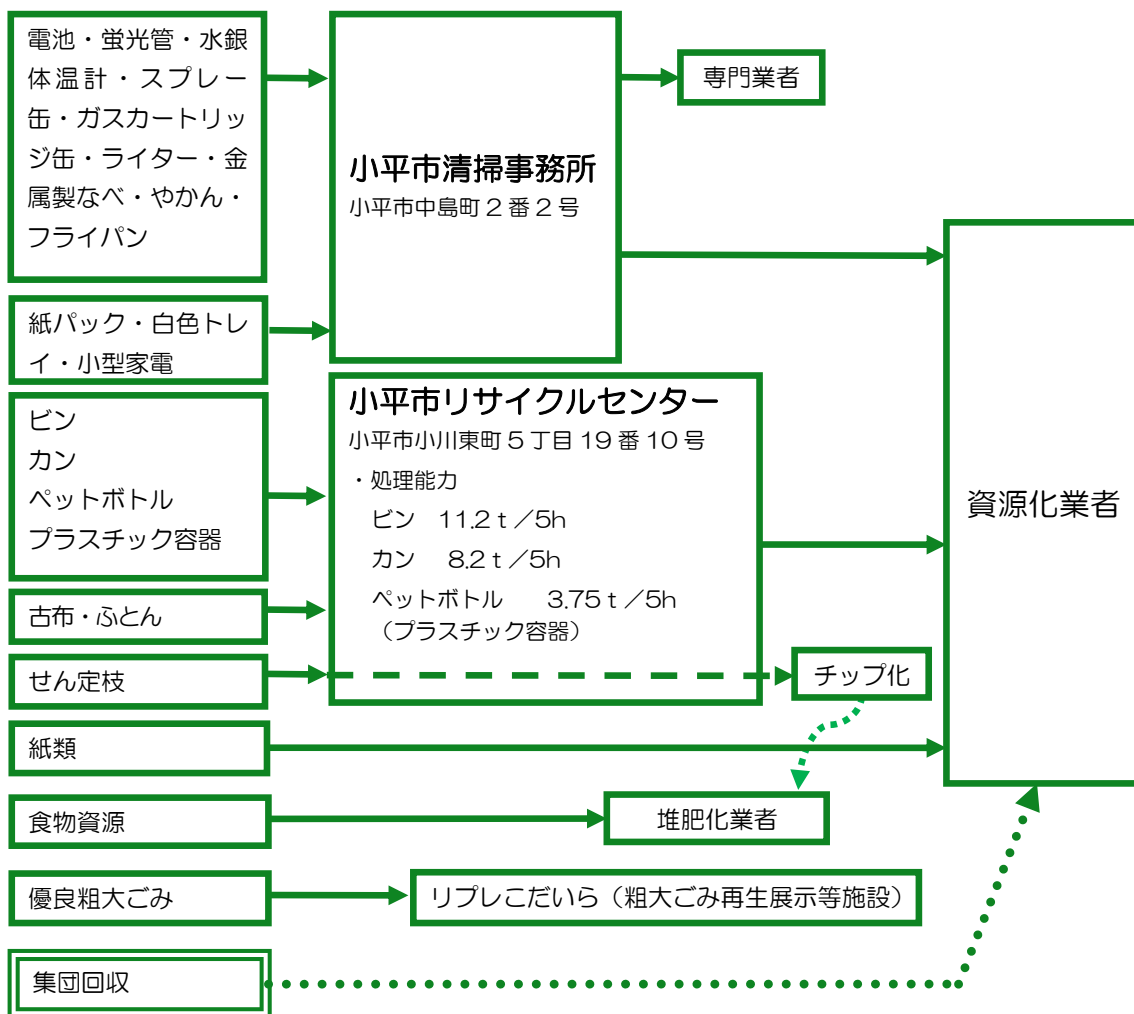 電池・蛍光管・水銀
体温計・スプレー
缶・ガスカートリッ
ジ缶・ライター・金
属製なべ・やかん・
フライパン
小平市清掃事務所
小平市中島町2番2号
専門業者
紙パック・白色トレ
イ・小型家電
ビン
カン
ペットボトル
プラスチック容器
小平市リサイクルセンター
小平市小川東町5丁目19番10号
・処理能力
ビン 11.2t/5h
カン 8.2t/5h
ペットボトル 3.75t/5h
(プラスチック容器)
資源化業者
古布・ふとん
せん定枝
チップ化
紙類
食物資源
堆肥化業者
優良粗大ごみ
リプレこだいら(粗大ごみ再生展示等施設)
集団回収